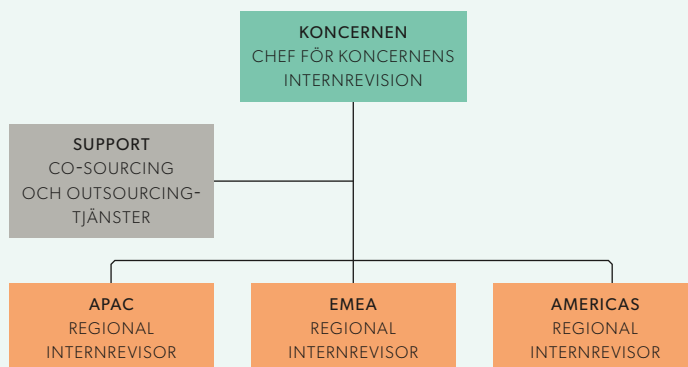 KONCERNEN
CHEF FÖR KONCERNENS
INTERNREVISION
SUPPORT
CO-SOURCING
OCH OUTSOURCING-
TJÄNSTER
APAC
REGIONAL
INTERNREVISOR
EMEA
REGIONAL
INTERNREVISOR
AMERICAS
REGIONAL
INTERNREVISOR